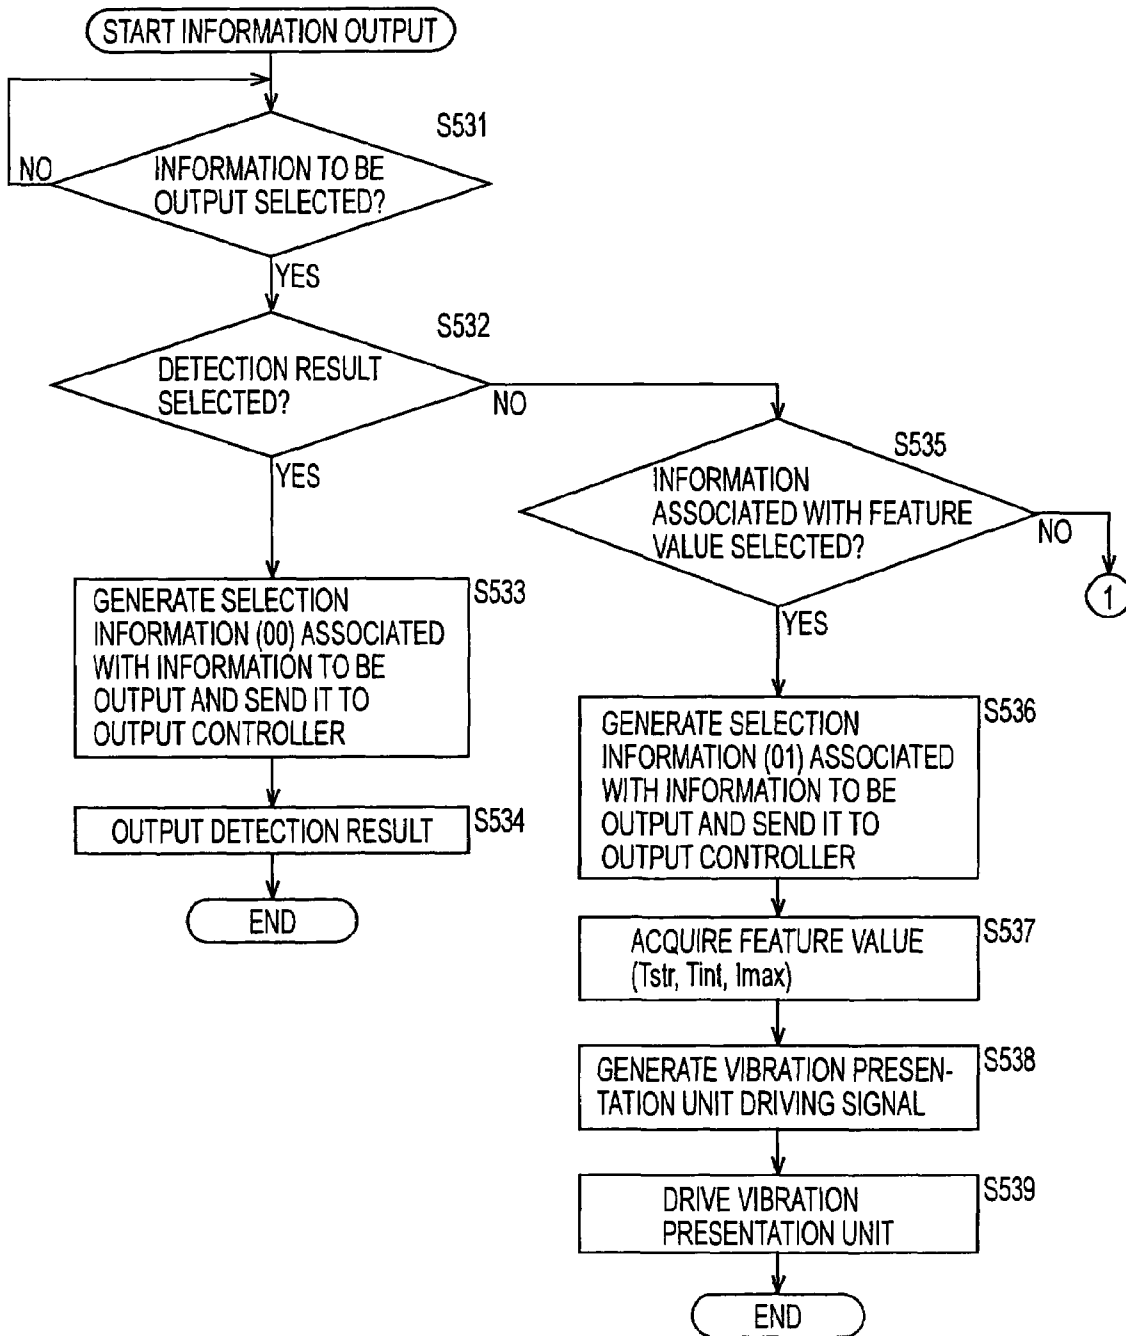 START INFORMATION OUTPUT
S531
NO
INFORMATION TO BE
OUTPUT SELECTED?
YES
S532
DETECTION RESULT
SELECTED?
NO
YES
S535
INFORMATION
ASSOCIATED WITH FEATURE
VALUE SELECTED?
NO
1
YES
S533
GENERATE SELECTION
INFORMATION (00) ASSOCIATED
WITH INFORMATION TO BE
OUTPUT AND SEND IT TO
OUTPUT CONTROLLER
S534
OUTPUT DETECTION RESULT
END
S536
GENERATE SELECTION
INFORMATION (01) ASSOCIATED
WITH INFORMATION TO BE
OUTPUT AND SEND IT TO
OUTPUT CONTROLLER
S537
ACQUIRE FEATURE VALUE
(Tstr, Tint, Imax)
S538
GENERATE VIBRATION PRESEN-
TATION UNIT DRIVING SIGNAL
S539
DRIVE VIBRATION
PRESENTATION UNIT
END